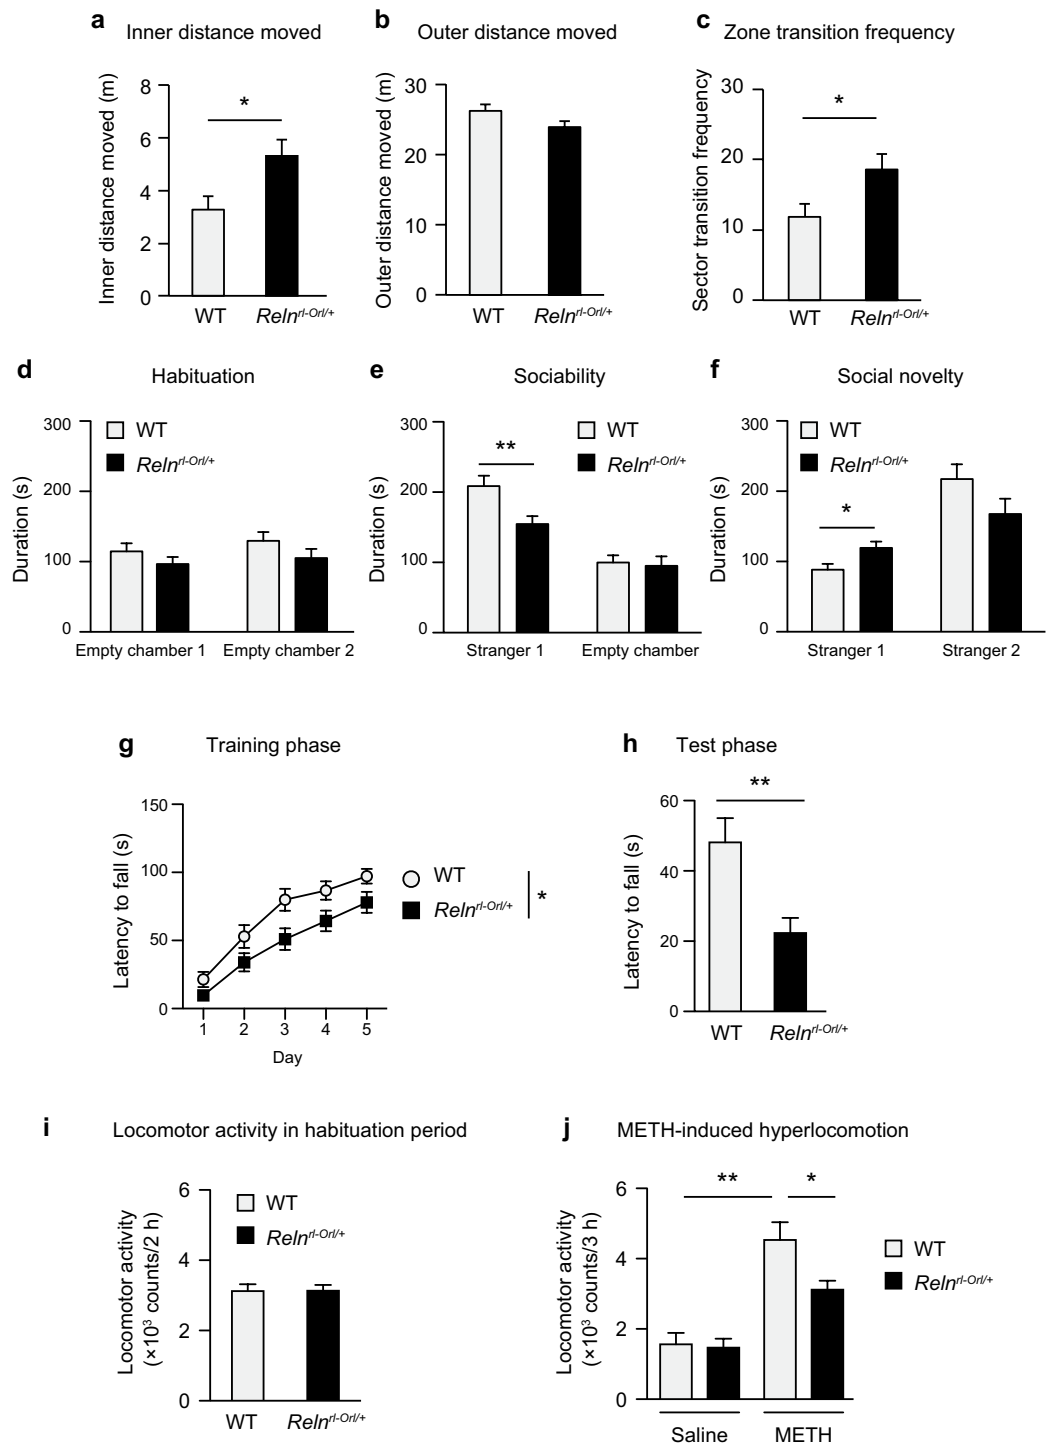 a Inner distance moved
Inner distance moved (m)
8
6
4
2
0
*
WT Reln^rl-Orl/+
b Outer distance moved
Outer distance moved (m)
30
20
10
0
WT Reln^rl-Orl/+
c Zone transition frequency
Sector transition frequency
30
20
10
0
*
WT Reln^rl-Orl/+
d Habituation
Duration (s)
300
200
100
0
WT
Reln^rl-Orl/+
Empty chamber 1 Empty chamber 2
e Sociability
Duration (s)
300
200
100
0
**
WT
Reln^rl-Orl/+
Stranger 1 Empty chamber
f Social novelty
Duration (s)
300
200
100
0
WT
Reln^rl-Orl/+
*
Stranger 1 Stranger 2
g Training phase
Latency to fall (s)
150
100
50
0
1 2 3 4 5
Day
WT
Reln^rl-Orl/+
*
h Test phase
Latency to fall (s)
60
40
20
0
**
WT Reln^rl-Orl/+
i Locomotor activity in habituation period
Locomotor activity
(×10³ counts/2 h)
6
4
2
0
WT
Reln^rl-Orl/+
WT Reln^rl-Orl/+
j METH-induced hyperlocomotion
Locomotor activity
(×10³ counts/3 h)
6
4
2
0
** *
WT
Reln^rl-Orl/+
Saline METH